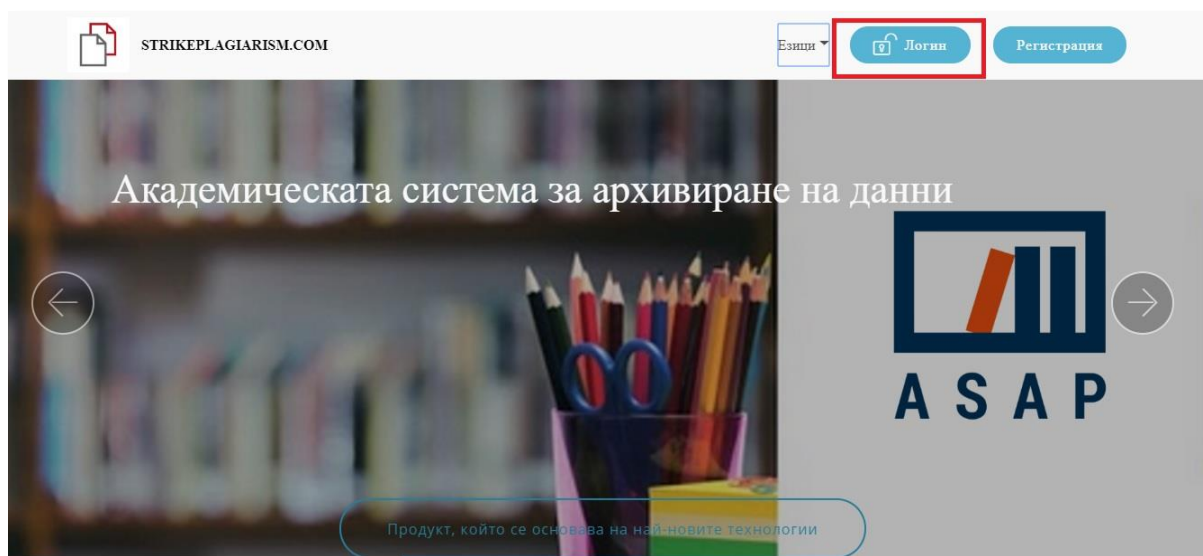 STRIKEPLAGIARISM.COM
Езици
Логин
Регистрация
Академическата система за архивиране на данни
ASAP
Продукт, който се основава на най-новите технологии